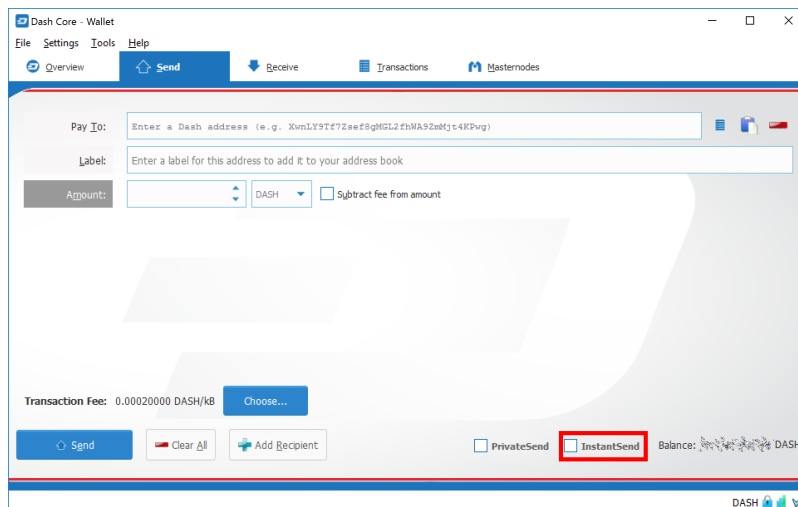 Dash Core - Wallet
File Settings Tools Help
Overview Send Receive Transactions Masternodes
Pay To: Enter a Dash address (e.g. XwnLY9Tf7Zsef8gMGL2fhWA9ZmMjt4KPwg)
Label: Enter a label for this address to add it to your address book
Amount: DASH Subtract fee from amount
Transaction Fee: 0.00020000 DASH/kB Choose...
Send Clear All Add Recipient PrivateSend InstantSend Balance: DASH
DASH